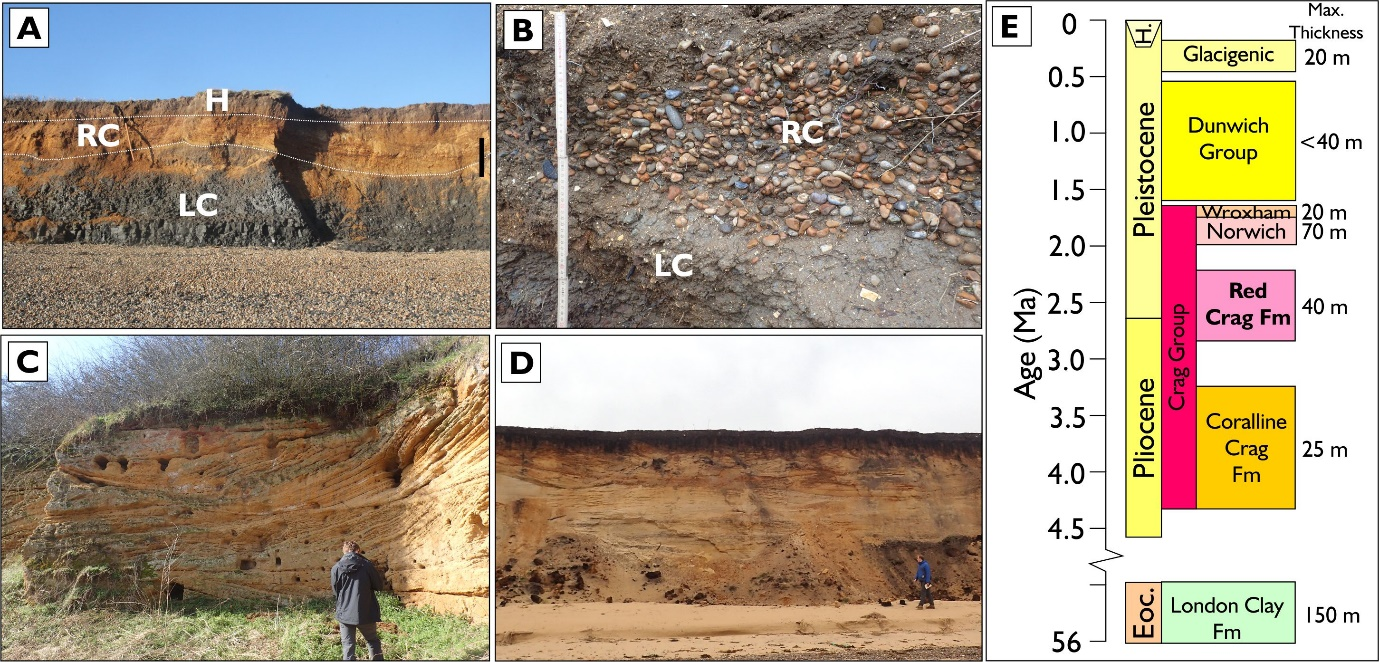 A
H
RC
LC
B
RC
LC
C
D
E
Max.
Thickness
0
0.5
1.0
1.5
2.0
2.5
3.0
3.5
4.0
4.5
56
Age (Ma)
H.
Pleistocene
Pliocene
Eoc.
Crag Group
Glacigenic
20 m
Dunwich
Group
<40 m
Wroxham
20 m
Norwich
70 m
Red
Crag Fm
40 m
Coralline
Crag
Fm
25 m
London Clay
Fm
150 m